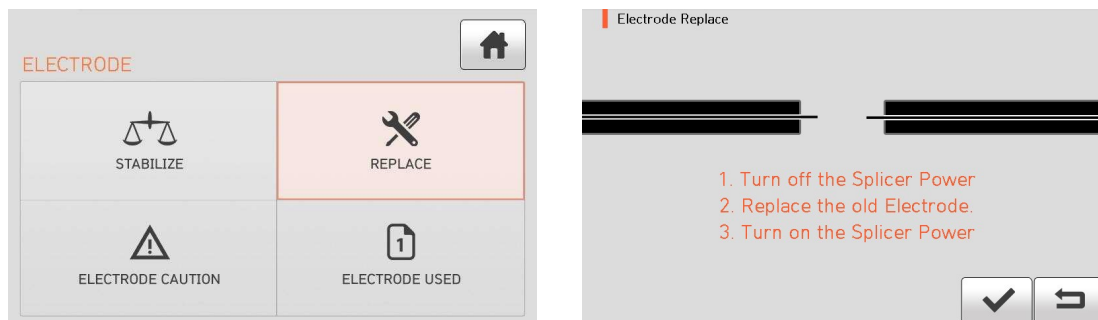 ELECTRODE
STABILIZE
REPLACE
ELECTRODE CAUTION
1
ELECTRODE USED
Electrode Replace
1. Turn off the Splicer Power
2. Replace the old Electrode.
3. Turn on the Splicer Power